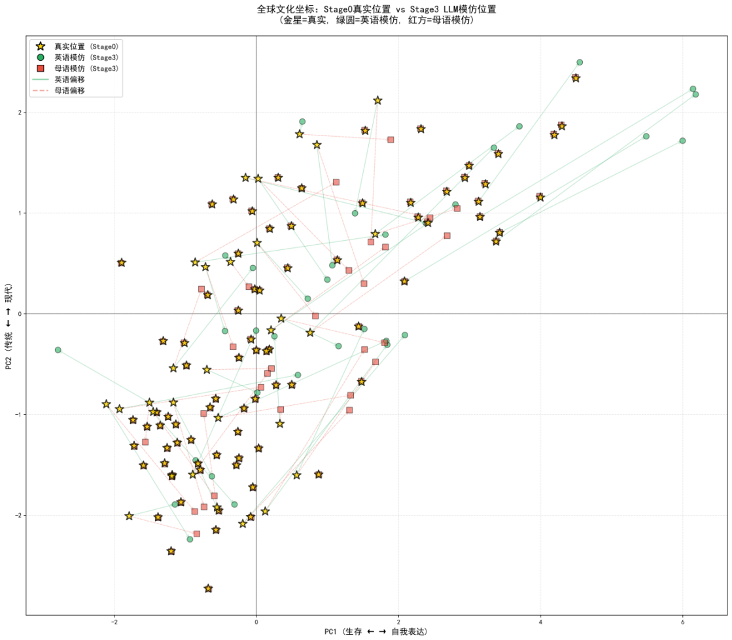 全球文化坐标: Stage0真实位置 vs Stage3 LLM模仿位置
(金星=真实, 绿圆=英语模仿, 红方=母语模仿)
真实位置 (Stage0)
英语模仿 (Stage3)
母语模仿 (Stage3)
英语偏移
母语偏移
PC2 (传统 ← → 现代)
2
1
0
−1
−2
−2
0
2
4
6
PC1 (生存 ← → 自我表达)